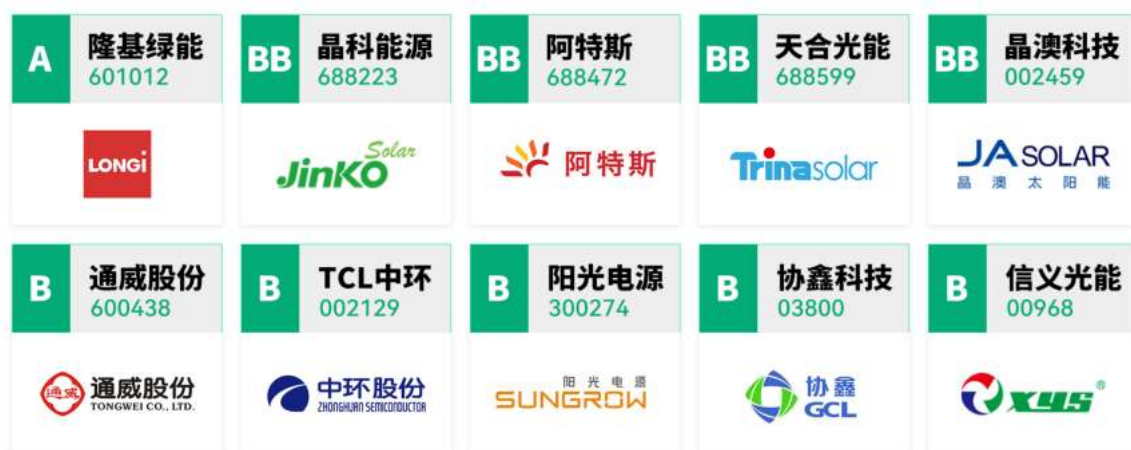 A
隆基绿能
601012
LONGi
BB
晶科能源
688223
Solar
JinKO
BB
阿特斯
688472
阿特斯
BB
天合光能
688599
Trinasolar
BB
晶澳科技
002459
JA SOLAR
晶澳太阳能
B
通威股份
600438
通威
通威股份
TONGWEI CO., LTD.
B
TCL中环
002129
中环股份
ZHONGHUAN SEMICONDUCTOR
B
阳光电源
300274
阳光电源
SUNGROW
B
协鑫科技
03800
协鑫
GCL
B
信义光能
00968
XYS®